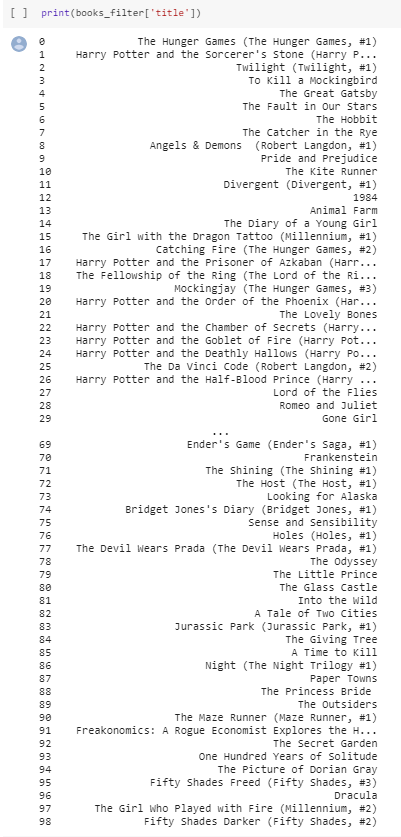 [ ] print(books_filter['title'])
0 The Hunger Games (The Hunger Games, #1)
1 Harry Potter and the Sorcerer's Stone (Harry P...
2 Twilight (Twilight, #1)
3 To Kill a Mockingbird
4 The Great Gatsby
5 The Fault in Our Stars
6 The Hobbit
7 The Catcher in the Rye
8 Angels & Demons  (Robert Langdon, #1)
9 Pride and Prejudice
10 The Kite Runner
11 Divergent (Divergent, #1)
12 1984
13 Animal Farm
14 The Diary of a Young Girl
15 The Girl with the Dragon Tattoo (Millennium, #1)
16 Catching Fire (The Hunger Games, #2)
17 Harry Potter and the Prisoner of Azkaban (Harr...
18 The Fellowship of the Ring (The Lord of the Ri...
19 Mockingjay (The Hunger Games, #3)
20 Harry Potter and the Order of the Phoenix (Har...
21 The Lovely Bones
22 Harry Potter and the Chamber of Secrets (Harry...
23 Harry Potter and the Goblet of Fire (Harry Pot...
24 Harry Potter and the Deathly Hallows (Harry Po...
25 The Da Vinci Code (Robert Langdon, #2)
26 Harry Potter and the Half-Blood Prince (Harry ...
27 Lord of the Flies
28 Romeo and Juliet
29 Gone Girl
...
69 Ender's Game (Ender's Saga, #1)
70 Frankenstein
71 The Shining (The Shining #1)
72 The Host (The Host, #1)
73 Looking for Alaska
74 Bridget Jones's Diary (Bridget Jones, #1)
75 Sense and Sensibility
76 Holes (Holes, #1)
77 The Devil Wears Prada (The Devil Wears Prada, #1)
78 The Odyssey
79 The Little Prince
80 The Glass Castle
81 Into the Wild
82 A Tale of Two Cities
83 Jurassic Park (Jurassic Park, #1)
84 The Giving Tree
85 A Time to Kill
86 Night (The Night Trilogy #1)
87 Paper Towns
88 The Princess Bride
89 The Outsiders
90 The Maze Runner (Maze Runner, #1)
91 Freakonomics: A Rogue Economist Explores the H...
92 The Secret Garden
93 One Hundred Years of Solitude
94 The Picture of Dorian Gray
95 Fifty Shades Freed (Fifty Shades, #3)
96 Dracula
97 The Girl Who Played with Fire (Millennium, #2)
98 Fifty Shades Darker (Fifty Shades, #2)